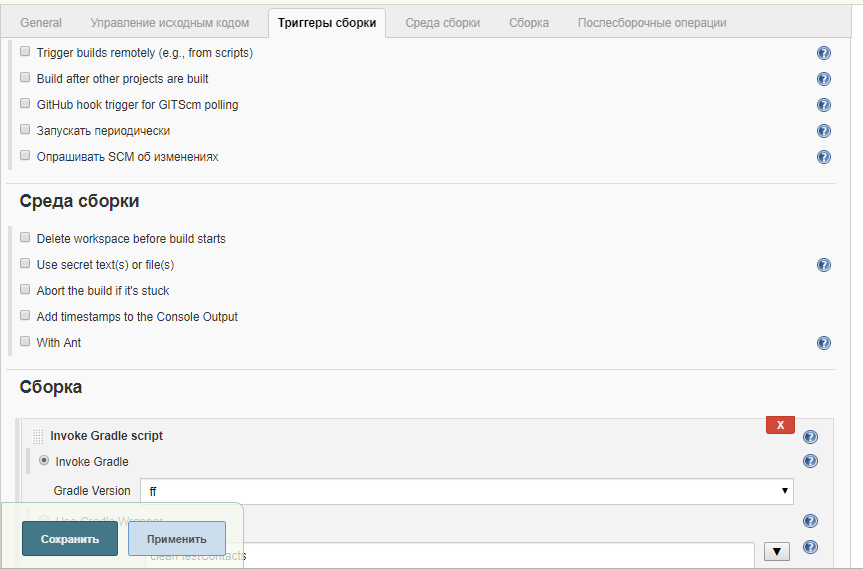 General Управление исходным кодом Триггеры сборки Среда сборки Сборка Послесборочные операции
Trigger builds remotely (e.g., from scripts)
Build after other projects are built
GitHub hook trigger for GITScm polling
Запускать периодически
Опрашивать SCM об изменениях
Среда сборки
Delete workspace before build starts
Use secret text(s) or file(s)
Abort the build if it's stuck
Add timestamps to the Console Output
With Ant
Сборка
X
Invoke Gradle script
Invoke Gradle
Gradle Version ff
Use Gradle Wrapper
Сохранить Применить
clean testContacts